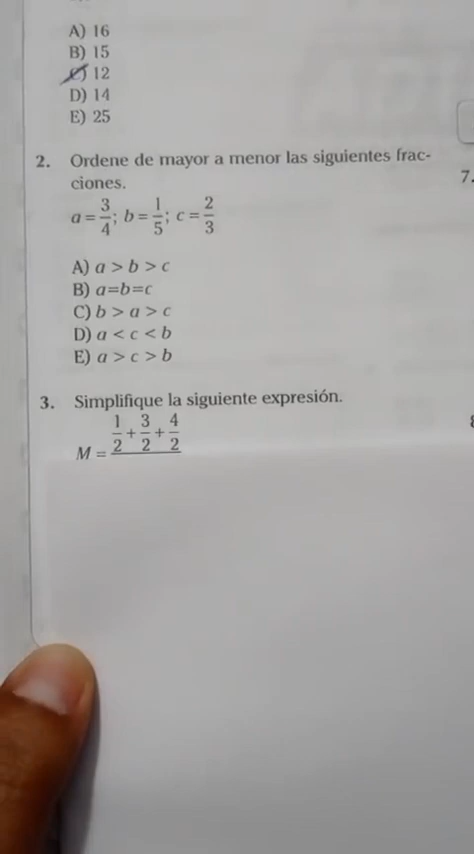 A) 16
B) 15
C) 12
D) 14
E) 25
2. Ordene de mayor a menor las siguientes frac-
ciones.
a = 3/4; b = 1/5; c = 2/3
A) a > b > c
B) a=b=c
C) b > a > c
D) a < c < b
E) a > c > b
3. Simplifique la siguiente expresión.
M = 1/2 + 3/2 + 4/2
7.